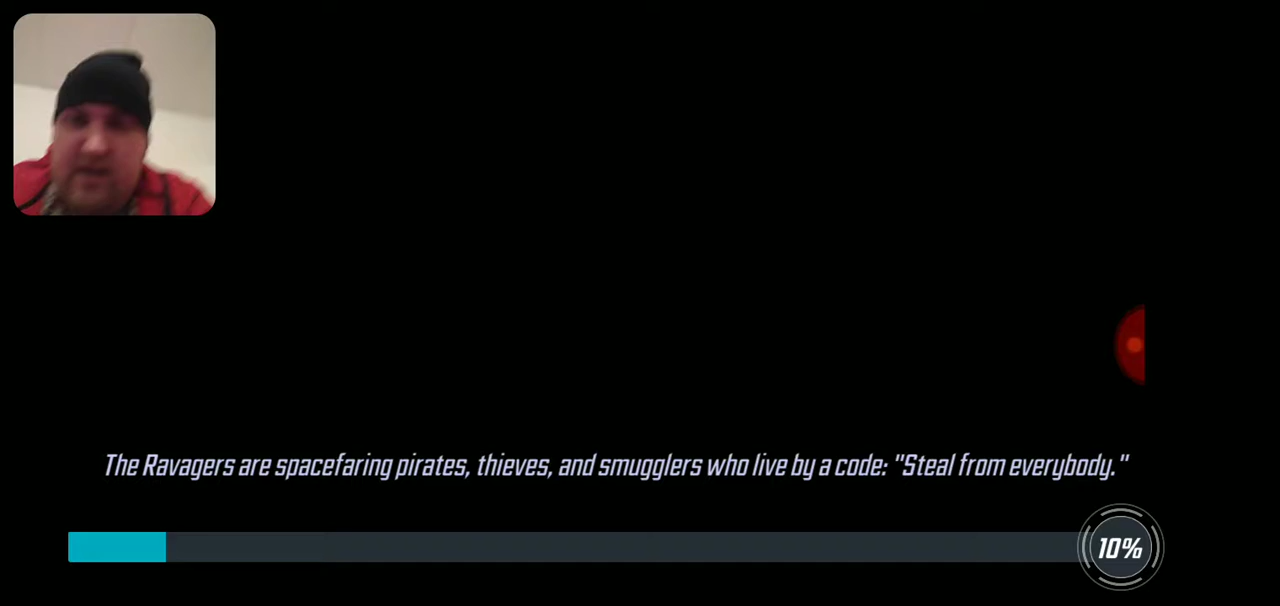 The Ravagers are spacefaring pirates, thieves, and smugglers who live by a code: "Steal from everybody."
10%